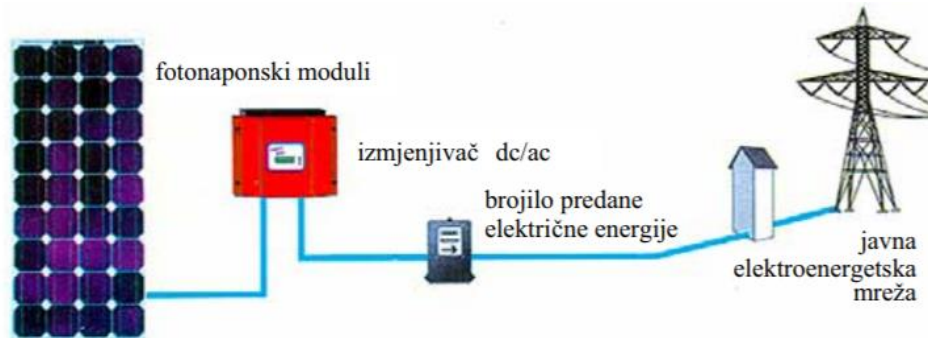 fotonaponski moduli
izmjenjivač dc/ac
brojilo predane
električne energije
javna
elektroenergetska
mreža